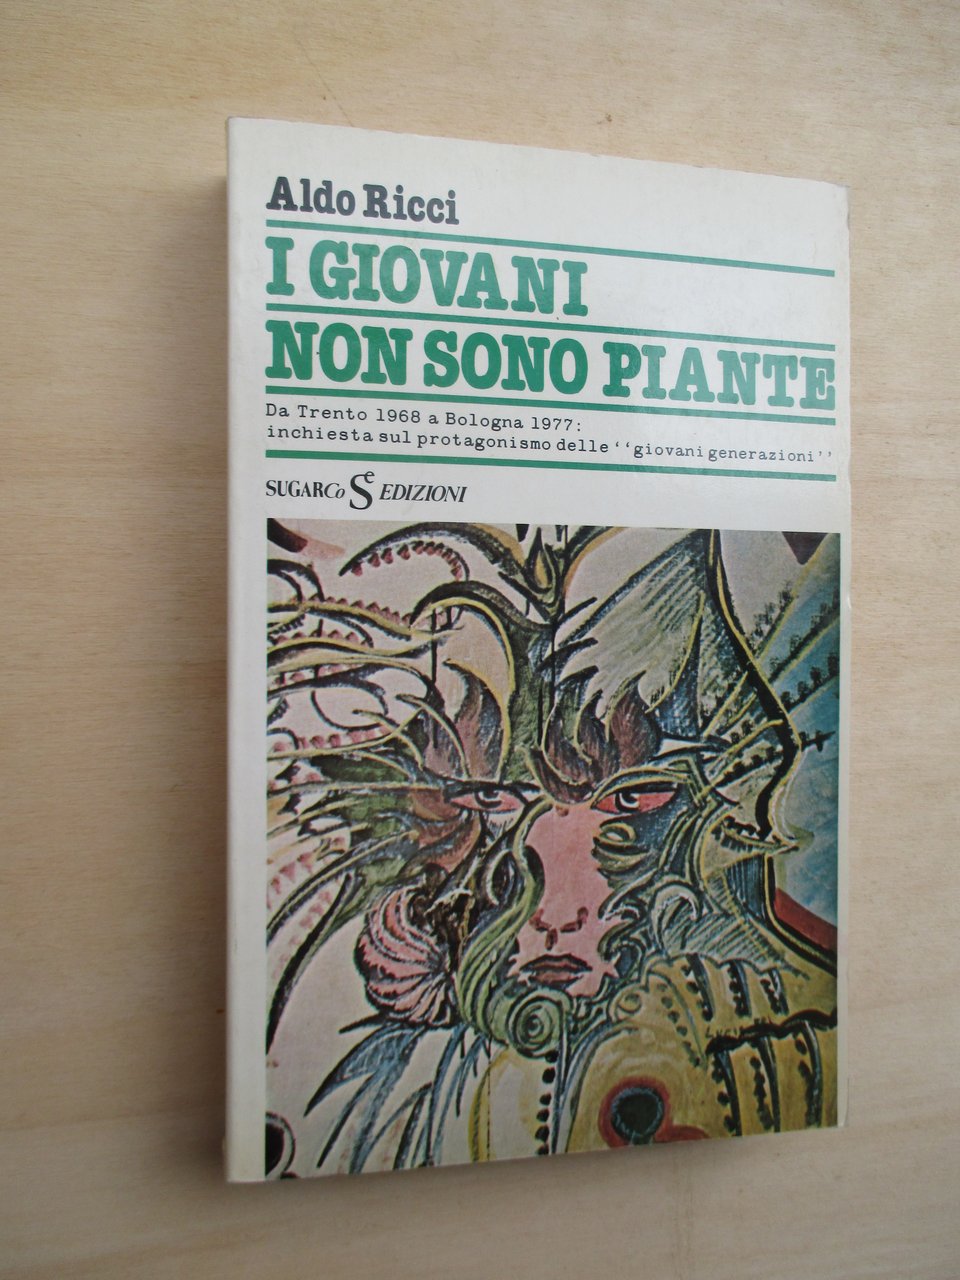 Aldo Ricci
I GIOVANI
NON SONO PIANTE
Da Trento 1968 a Bologna 1977:
inchiesta sul protagonismo delle ‘‘giovani generazioni’’
SUGARCo Se EDIZIONI